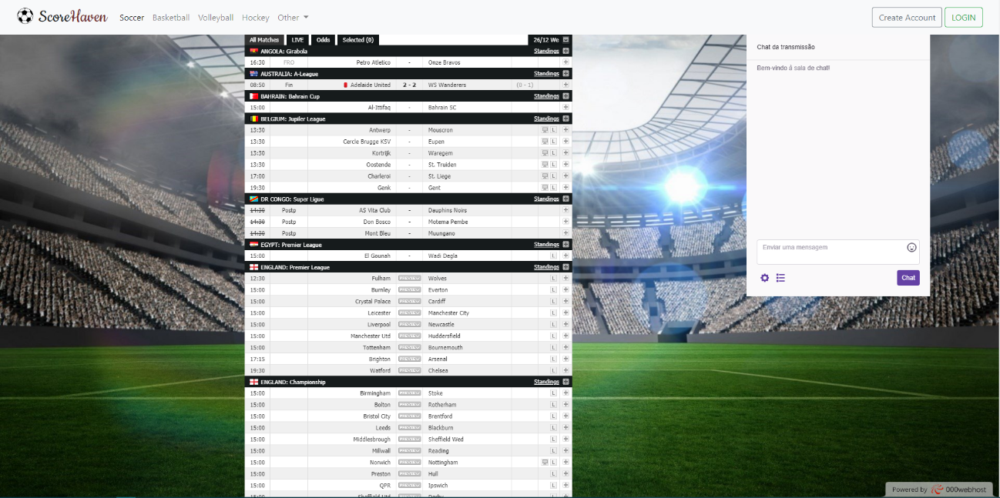 ScoreHaven Soccer Basketball Volleyball Hockey Other Create Account LOGIN
All Matches LIVE Odds Selected (0) 26/12 We
ANGOLA: Girabola Standings
16:30 FRO Petro Atletico - Onze Bravos
AUSTRALIA: A-League Standings
08:50 Fin Adelaide United 2 - 2 WS Wanderers (0 - 1)
BAHRAIN: Bahrain Cup Standings
15:00 Al-Ittifaq - Bahrain SC
BELGIUM: Jupiler League Standings
13:30 Antwerp - Mouscron L
13:30 Cercle Brugge KSV - Eupen L
13:30 Kortrijk - Waregem L
13:30 Oostende - St. Truiden L
17:00 Charleroi - St. Liege L
19:30 Genk - Gent L
DR CONGO: Super Ligue Standings
14:30 Postp AS Vita Club - Dauphins Noirs
14:30 Postp Don Bosco - Motema Pembe
14:30 Postp Mont Bleu - Muungano
EGYPT: Premier League Standings
15:00 El Gounah - Wadi Degla L
ENGLAND: Premier League Standings
12:30 Fulham PREVIEW Wolves L
15:00 Burnley PREVIEW Everton L
15:00 Crystal Palace PREVIEW Cardiff L
15:00 Leicester PREVIEW Manchester City L
15:00 Liverpool PREVIEW Newcastle L
15:00 Manchester Utd PREVIEW Huddersfield L
15:00 Tottenham PREVIEW Bournemouth L
17:15 Brighton PREVIEW Arsenal L
19:30 Watford PREVIEW Chelsea L
ENGLAND: Championship Standings
15:00 Birmingham PREVIEW Stoke L
15:00 Bolton PREVIEW Rotherham L
15:00 Bristol City PREVIEW Brentford L
15:00 Leeds PREVIEW Blackburn L
15:00 Middlesbrough PREVIEW Sheffield Wed L
15:00 Millwall PREVIEW Reading L
15:00 Norwich PREVIEW Nottingham L
15:00 Preston PREVIEW Hull L
15:00 QPR PREVIEW Ipswich L
15:00 Sheffield Utd PREVIEW Derby L
Chat da transmissão
Bem-vindo à sala de chat!
Enviar uma mensagem
Chat
Powered by 000webhost